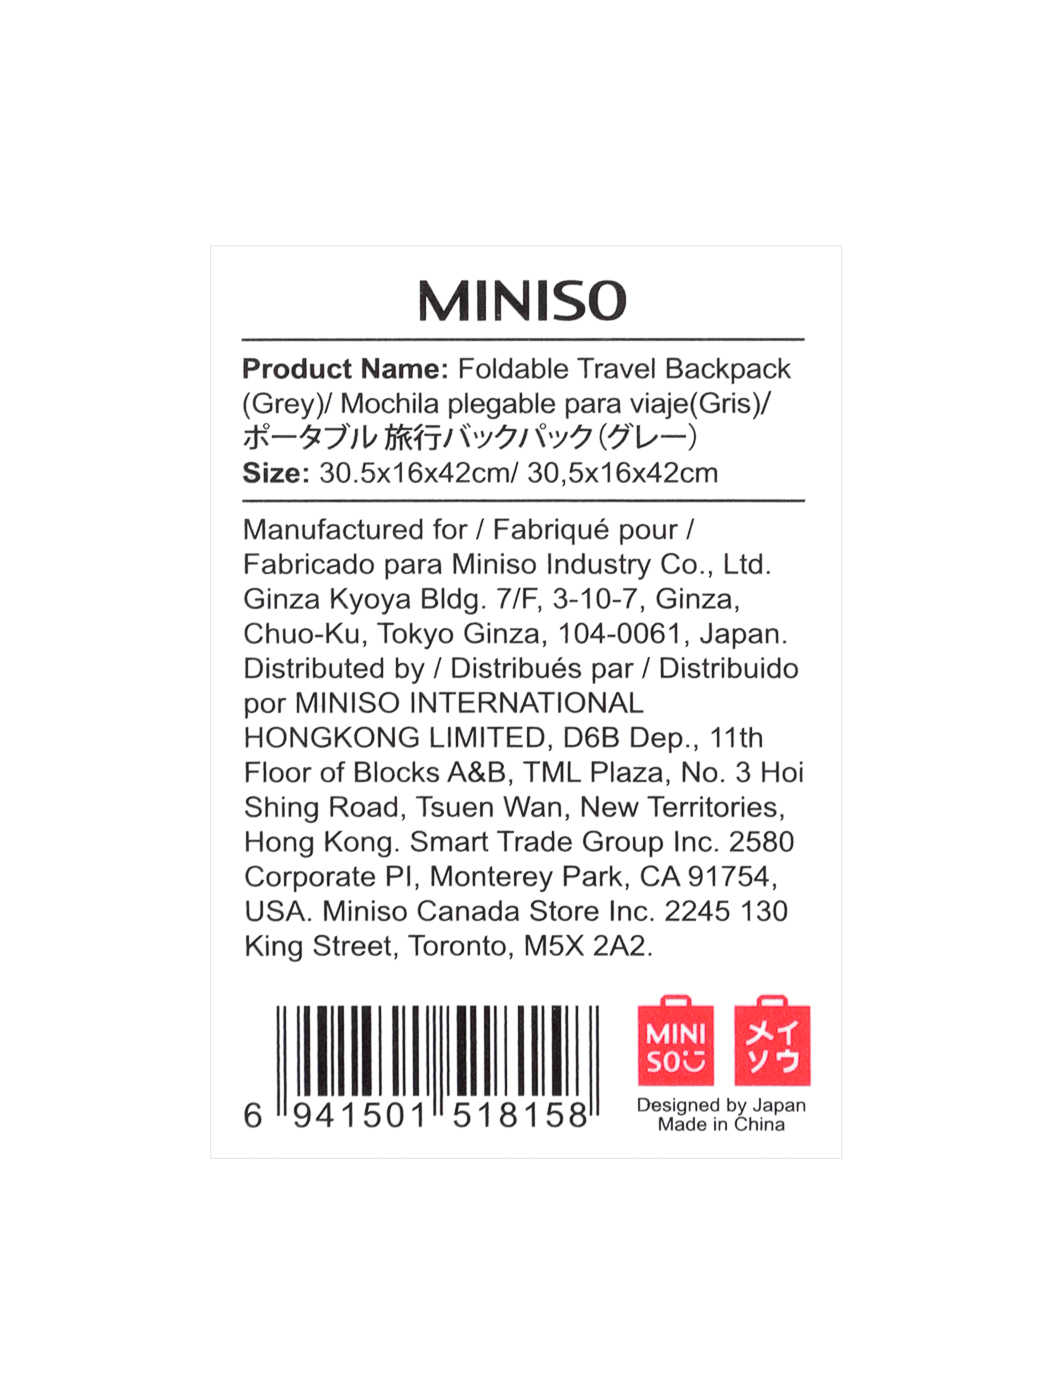 MINISO
Product Name: Foldable Travel Backpack
(Grey)/ Mochila plegable para viaje(Gris)/
ポータブル 旅行バックパック（グレー）
Size: 30.5x16x42cm/ 30,5x16x42cm
Manufactured for / Fabriqué pour /
Fabricado para Miniso Industry Co., Ltd.
Ginza Kyoya Bldg. 7/F, 3-10-7, Ginza,
Chuo-Ku, Tokyo Ginza, 104-0061, Japan.
Distributed by / Distribués par / Distribuido
por MINISO INTERNATIONAL
HONGKONG LIMITED, D6B Dep., 11th
Floor of Blocks A&B, TML Plaza, No. 3 Hoi
Shing Road, Tsuen Wan, New Territories,
Hong Kong. Smart Trade Group Inc. 2580
Corporate Pl, Monterey Park, CA 91754,
USA. Miniso Canada Store Inc. 2245 130
King Street, Toronto, M5X 2A2.
MINI
SO
メイ
ソウ
Designed by Japan
Made in China
6 941501 518158